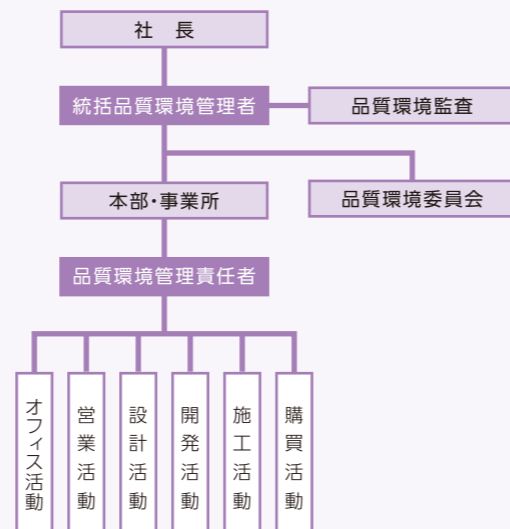 社　長
統括品質環境管理者
品質環境監査
本部・事業所
品質環境委員会
品質環境管理責任者
オフィス活動
営業活動
設計活動
開発活動
施工活動
購買活動